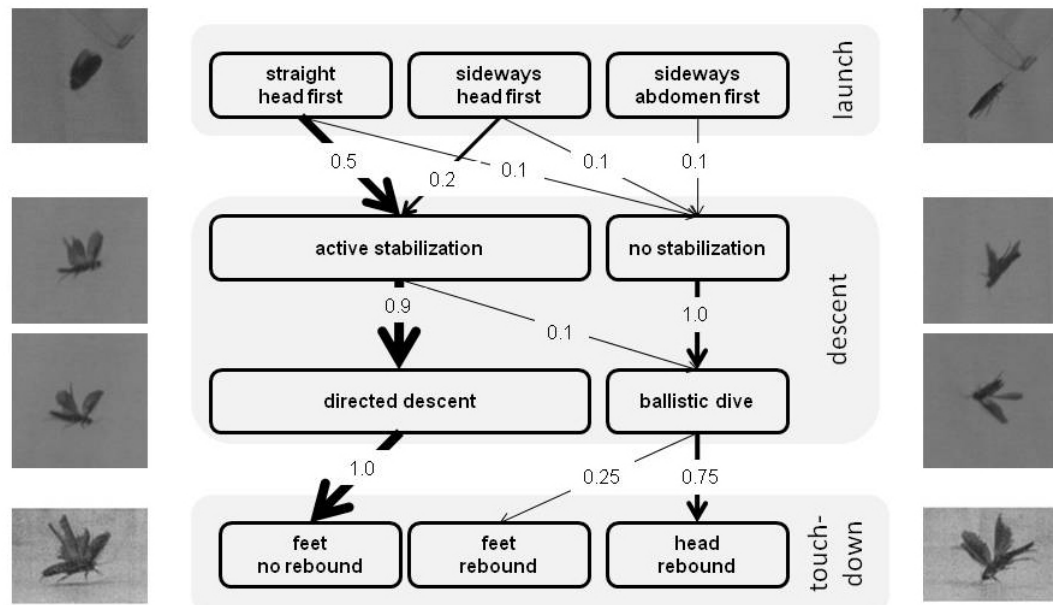 straight
head first
sideways
head first
sideways
abdomen first
launch
0.5
0.2
0.1
0.1
0.1
active stabilization
no stabilization
descent
0.9
0.1
1.0
directed descent
ballistic dive
1.0
0.25
0.75
feet
no rebound
feet
rebound
head
rebound
touch-
down